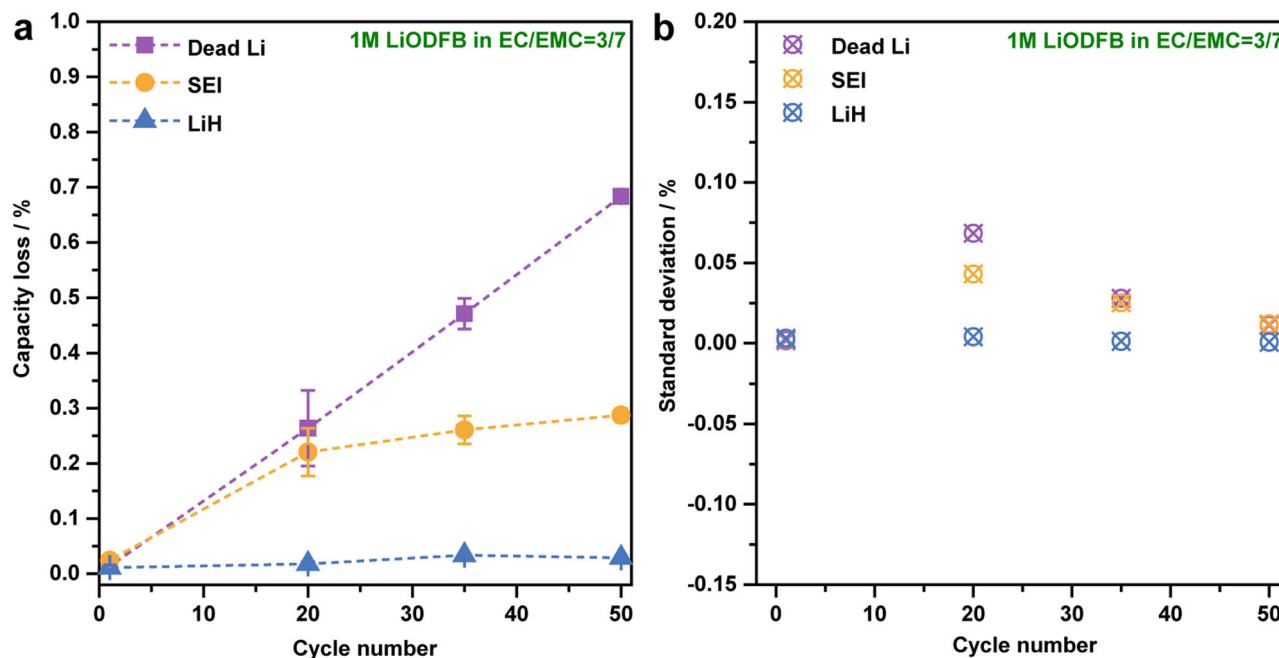 a
1M LiODFB in EC/EMC=3/7
Dead Li
SEI
LiH
Capacity loss / %
1.0
0.9
0.8
0.7
0.6
0.5
0.4
0.3
0.2
0.1
0.0
0
10
20
30
40
50
Cycle number
b
1M LiODFB in EC/EMC=3/7
Dead Li
SEI
LiH
Standard deviation / %
0.20
0.15
0.10
0.05
0.00
-0.05
-0.10
-0.15
0
10
20
30
40
50
Cycle number